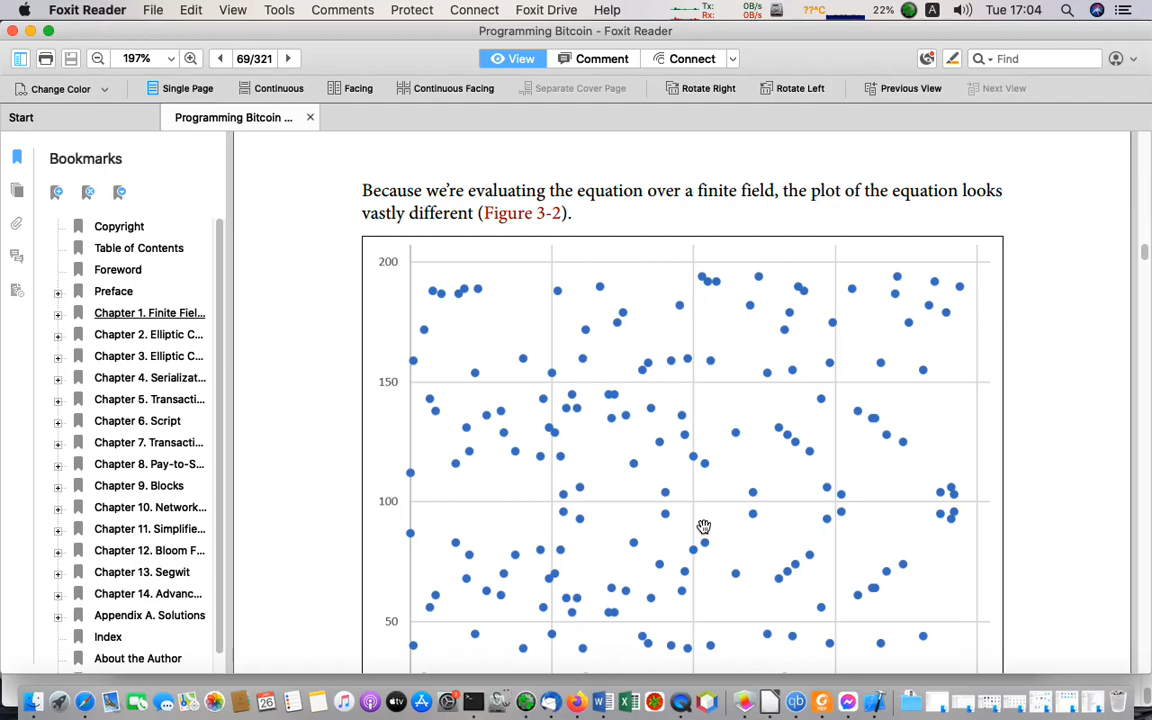 Foxit Reader File Edit View Tools Comments Protect Connect Foxit Drive Help Tx: 0B/s Rx: 0B/s ??°C 22% A Tue 17:04
Programming Bitcoin - Foxit Reader
197% 69/321 View Comment Connect Find
Change Color Single Page Continuous Facing Continuous Facing Separate Cover Page Rotate Right Rotate Left Previous View Next View
Start Programming Bitcoin ...
Bookmarks
Copyright
Table of Contents
Foreword
Preface
Chapter 1. Finite Fiel...
Chapter 2. Elliptic C...
Chapter 3. Elliptic C...
Chapter 4. Serializat...
Chapter 5. Transacti...
Chapter 6. Script
Chapter 7. Transacti...
Chapter 8. Pay-to-S...
Chapter 9. Blocks
Chapter 10. Network...
Chapter 11. Simplifie...
Chapter 12. Bloom F...
Chapter 13. Segwit
Chapter 14. Advanc...
Appendix A. Solutions
Index
About the Author
Because we're evaluating the equation over a finite field, the plot of the equation looks
vastly different (Figure 3-2).
200
150
100
50